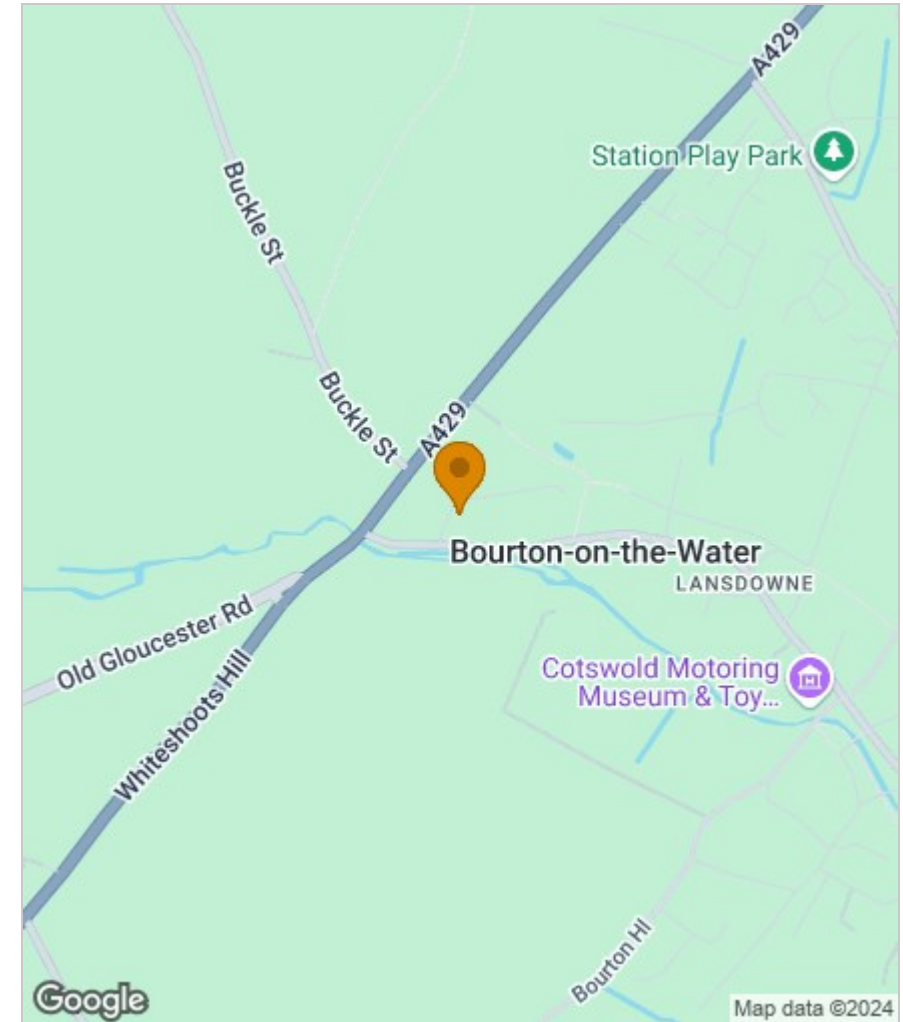 A429
Station Play Park
Buckle St
Buckle St
A429
Bourton-on-the-Water
LANSDOWNE
Old Gloucester Rd
Cotswold Motoring
Museum & Toy...
Whiteshoots Hill
Bourton Hl
Google
Map data ©2024